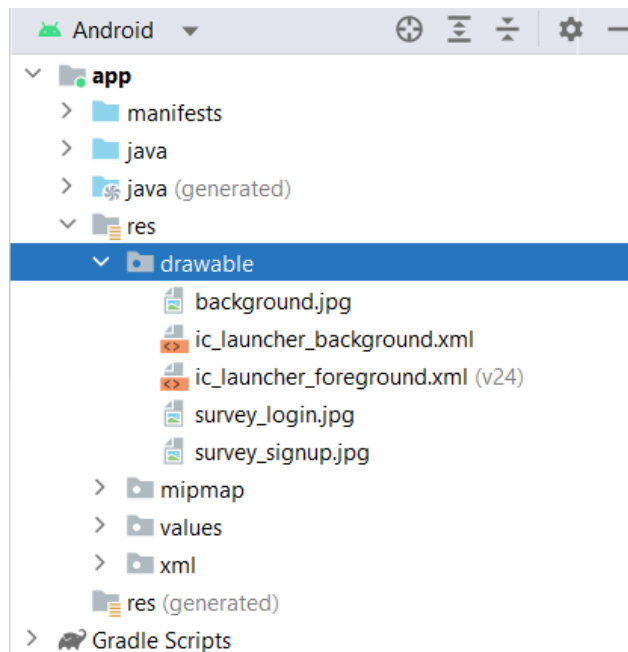 Android
app
manifests
java
java (generated)
res
drawable
background.jpg
ic_launcher_background.xml
ic_launcher_foreground.xml (v24)
survey_login.jpg
survey_signup.jpg
mipmap
values
xml
res (generated)
Gradle Scripts